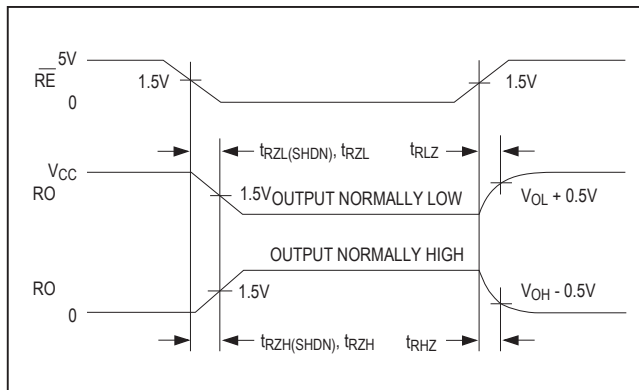 5V
RE
1.5V
1.5V
0
tRZL(SHDN), tRZL
tRLZ
VCC
RO
1.5V
OUTPUT NORMALLY LOW
VOL + 0.5V
OUTPUT NORMALLY HIGH
RO
1.5V
VOH - 0.5V
0
tRZH(SHDN), tRZH
tRHZ